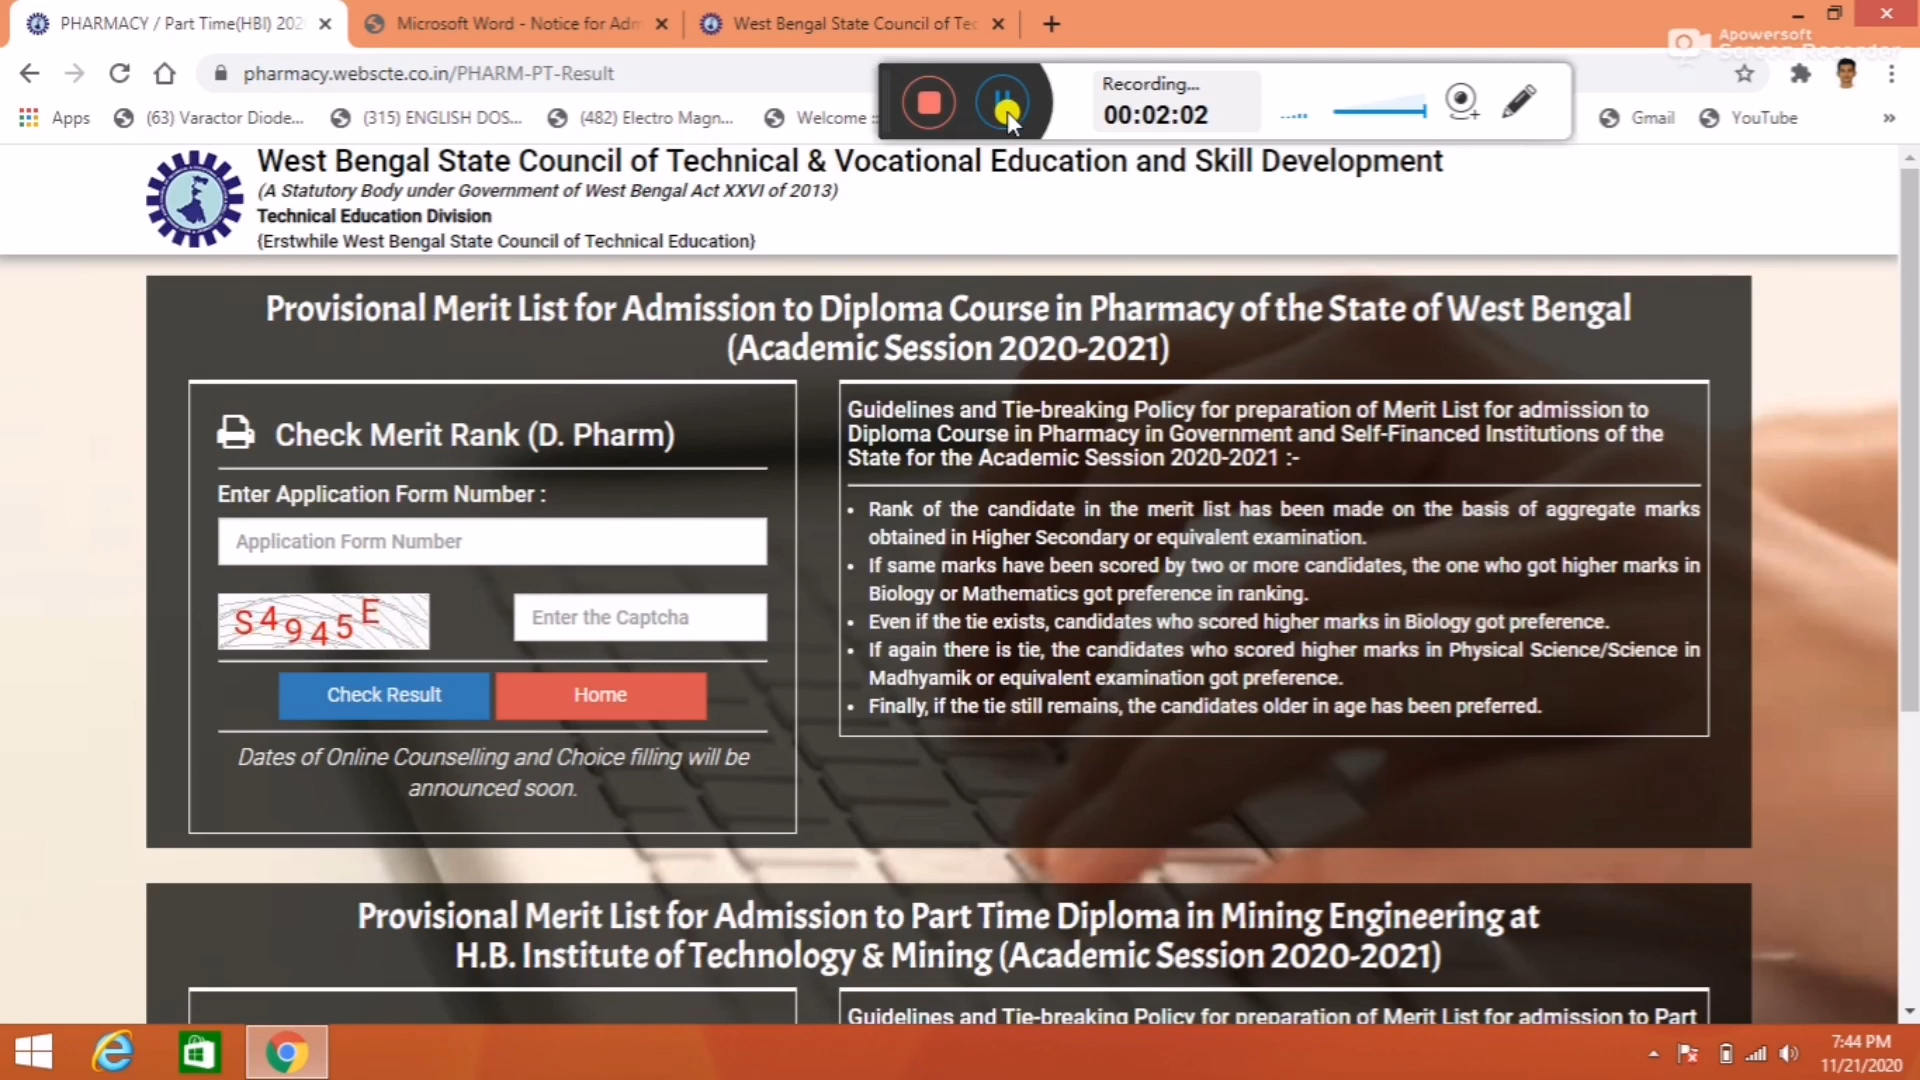 PHARMACY / Part Time(HBI) 202
Microsoft Word - Notice for Adm
West Bengal State Council of Tec
Apowersoft
Screen Recorder
pharmacy.webscte.co.in/PHARM-PT-Result
Recording...
00:02:02
Apps
(63) Varactor Diode...
(315) ENGLISH DOS...
(482) Electro Magn...
Welcome ::
Gmail
YouTube
»
West Bengal State Council of Technical & Vocational Education and Skill Development
(A Statutory Body under Government of West Bengal Act XXVI of 2013)
Technical Education Division
{Erstwhile West Bengal State Council of Technical Education}
Provisional Merit List for Admission to Diploma Course in Pharmacy of the State of West Bengal
(Academic Session 2020-2021)
Check Merit Rank (D. Pharm)
Enter Application Form Number :
Application Form Number
S4945E
Enter the Captcha
Check Result
Home
Dates of Online Counselling and Choice filling will be
announced soon.
Guidelines and Tie-breaking Policy for preparation of Merit List for admission to
Diploma Course in Pharmacy in Government and Self-Financed Institutions of the
State for the Academic Session 2020-2021 :-
• Rank of the candidate in the merit list has been made on the basis of aggregate marks
obtained in Higher Secondary or equivalent examination.
• If same marks have been scored by two or more candidates, the one who got higher marks in
Biology or Mathematics got preference in ranking.
• Even if the tie exists, candidates who scored higher marks in Biology got preference.
• If again there is tie, the candidates who scored higher marks in Physical Science/Science in
Madhyamik or equivalent examination got preference.
• Finally, if the tie still remains, the candidates older in age has been preferred.
Provisional Merit List for Admission to Part Time Diploma in Mining Engineering at
H.B. Institute of Technology & Mining (Academic Session 2020-2021)
Guidelines and Tie-breaking Policy for preparation of Merit List for admission to Part
7:44 PM
11/21/2020